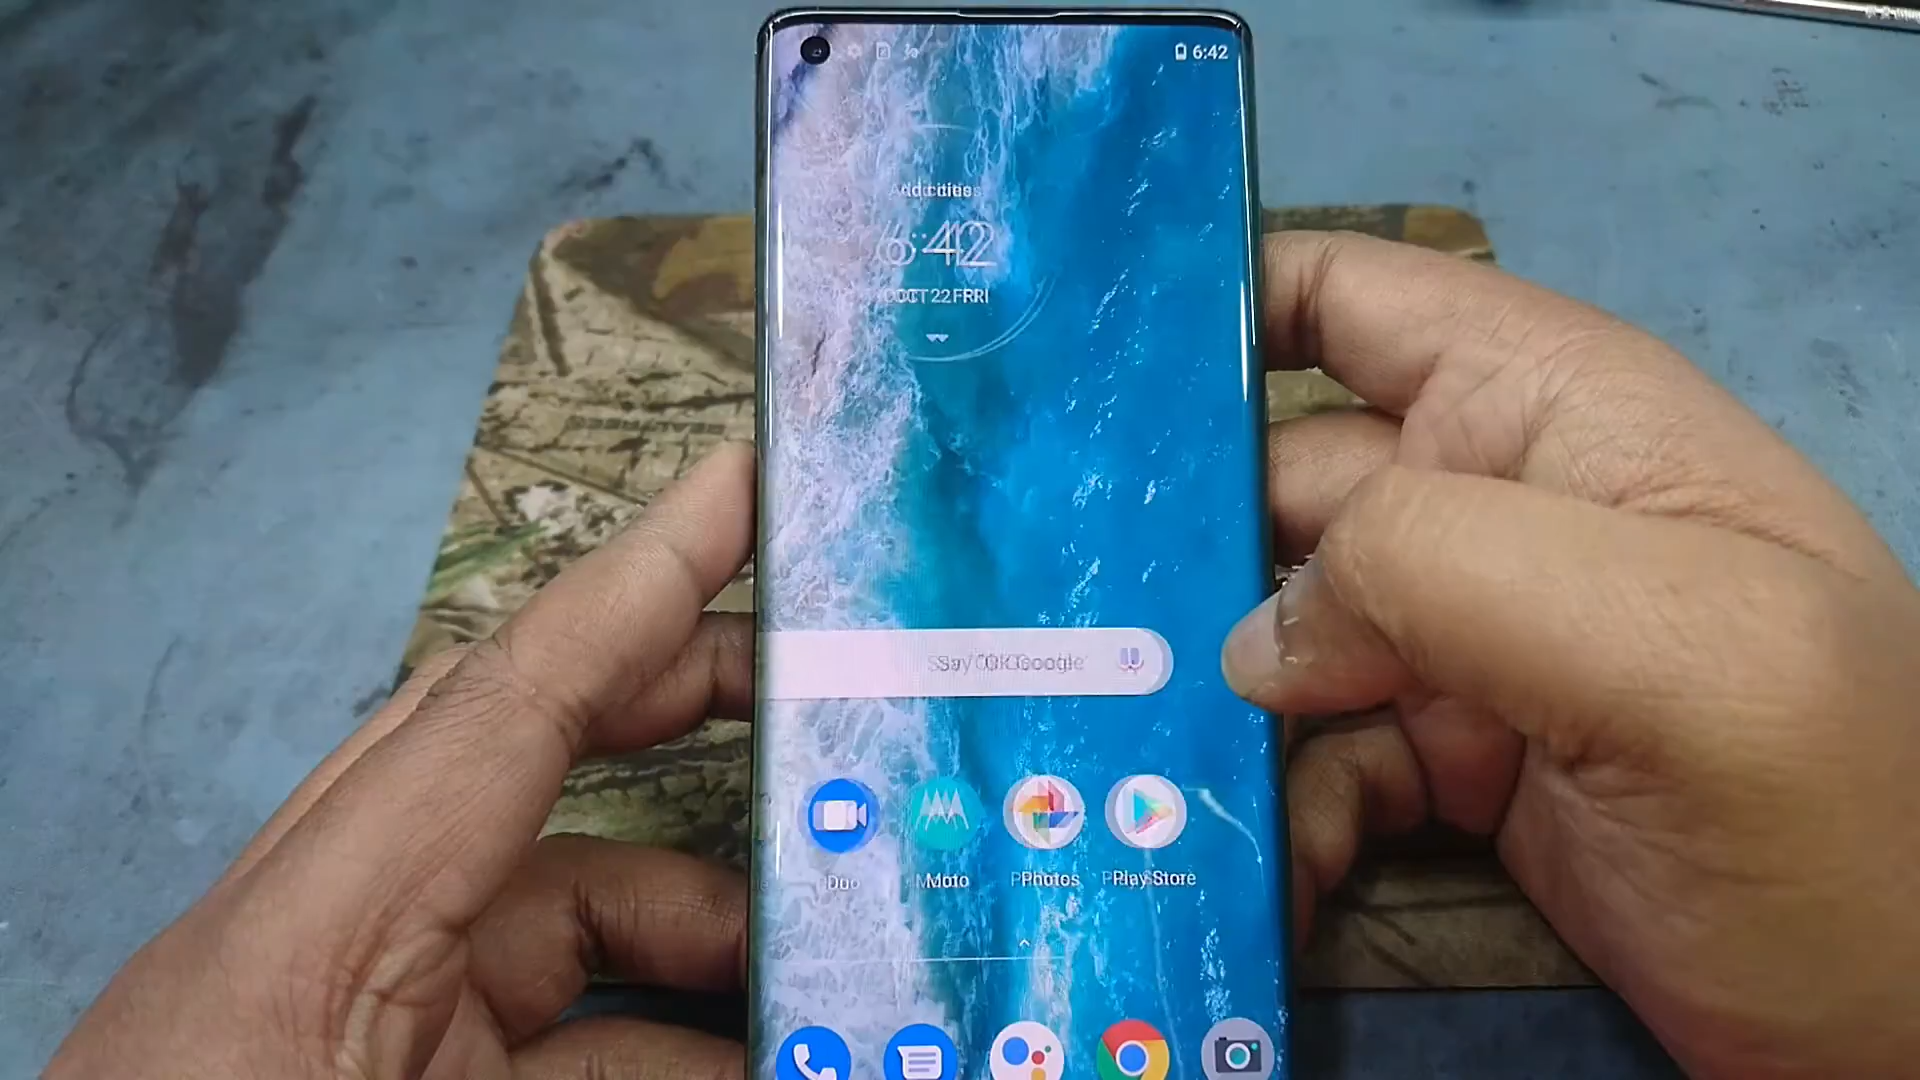 6:42
Add cities
6:42
OCT 22 FRI
Say "OK Google"
Duo
Moto
Photos
Play Store